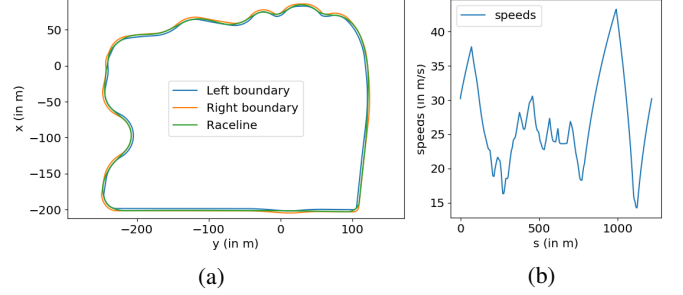 50
0
−50
−100
−150
−200
x (in m)
−200
−100
0
100
y (in m)
Left boundary
Right boundary
Raceline
(a)
40
35
30
25
20
15
speeds (in m/s)
0
500
1000
s (in m)
speeds
(b)